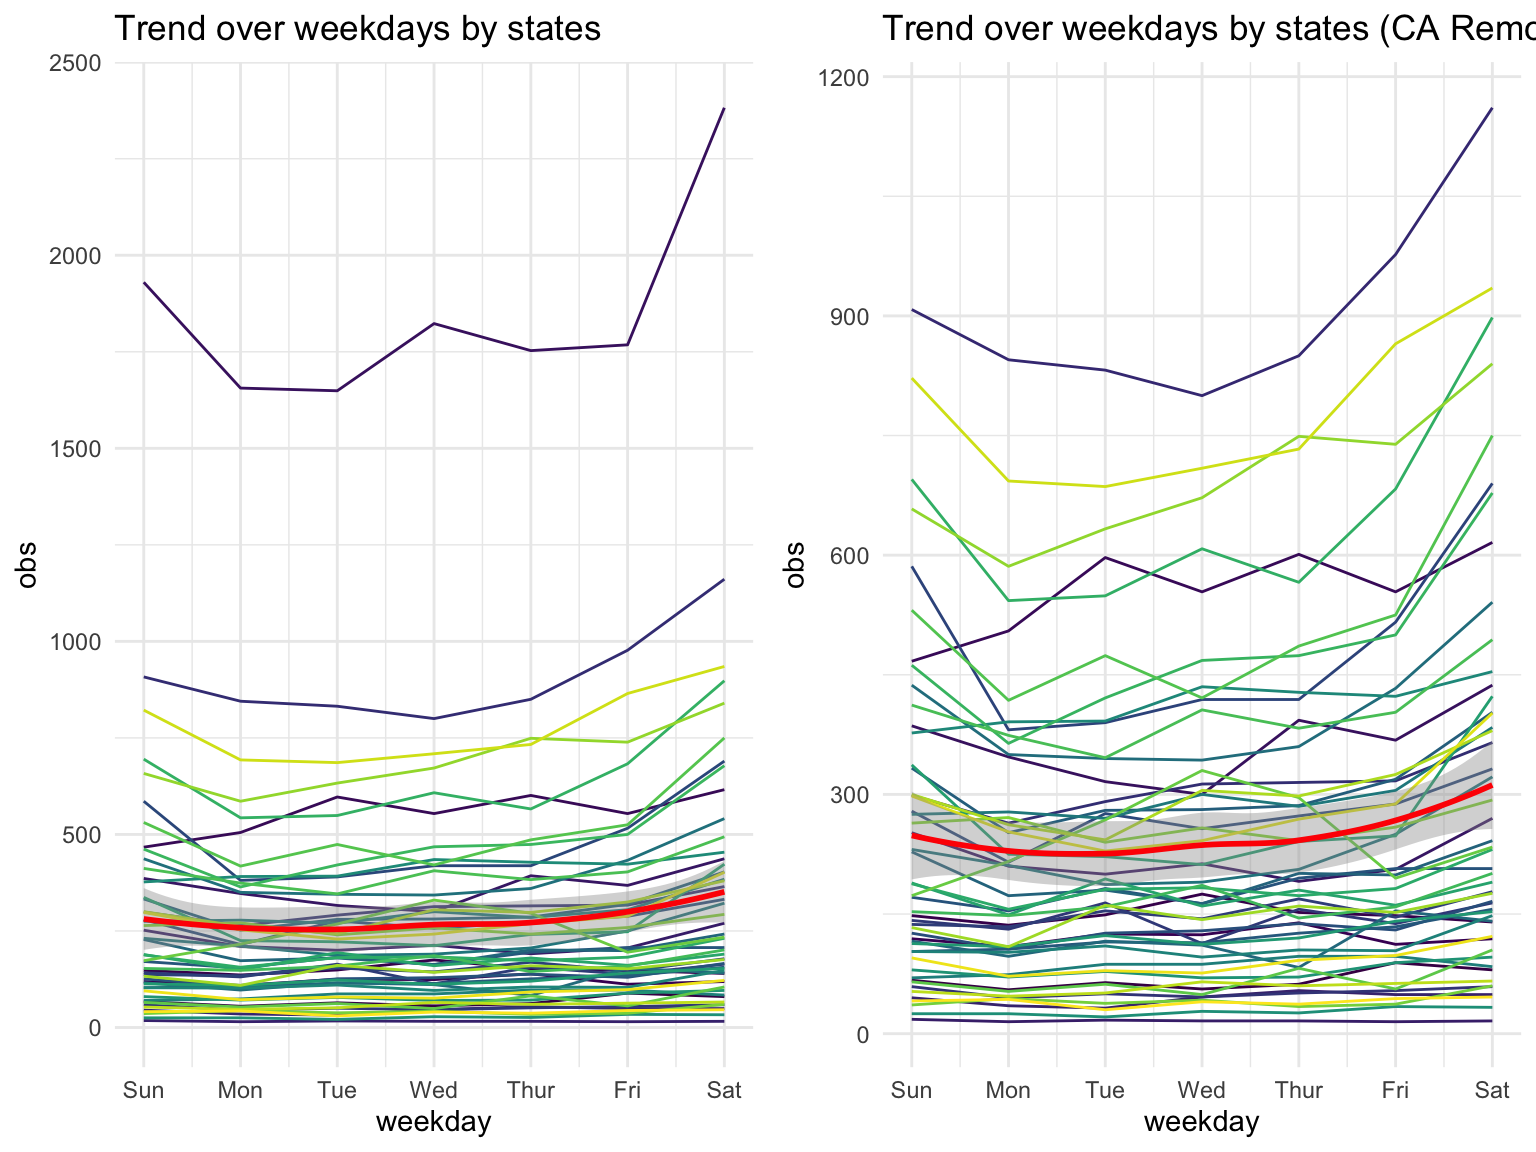 Trend over weekdays by states
2500
2000
1500
1000
500
0
obs
Sun Mon Tue Wed Thur Fri Sat
weekday
Trend over weekdays by states (CA Remo
1200
900
600
300
0
obs
Sun Mon Tue Wed Thur Fri Sat
weekday